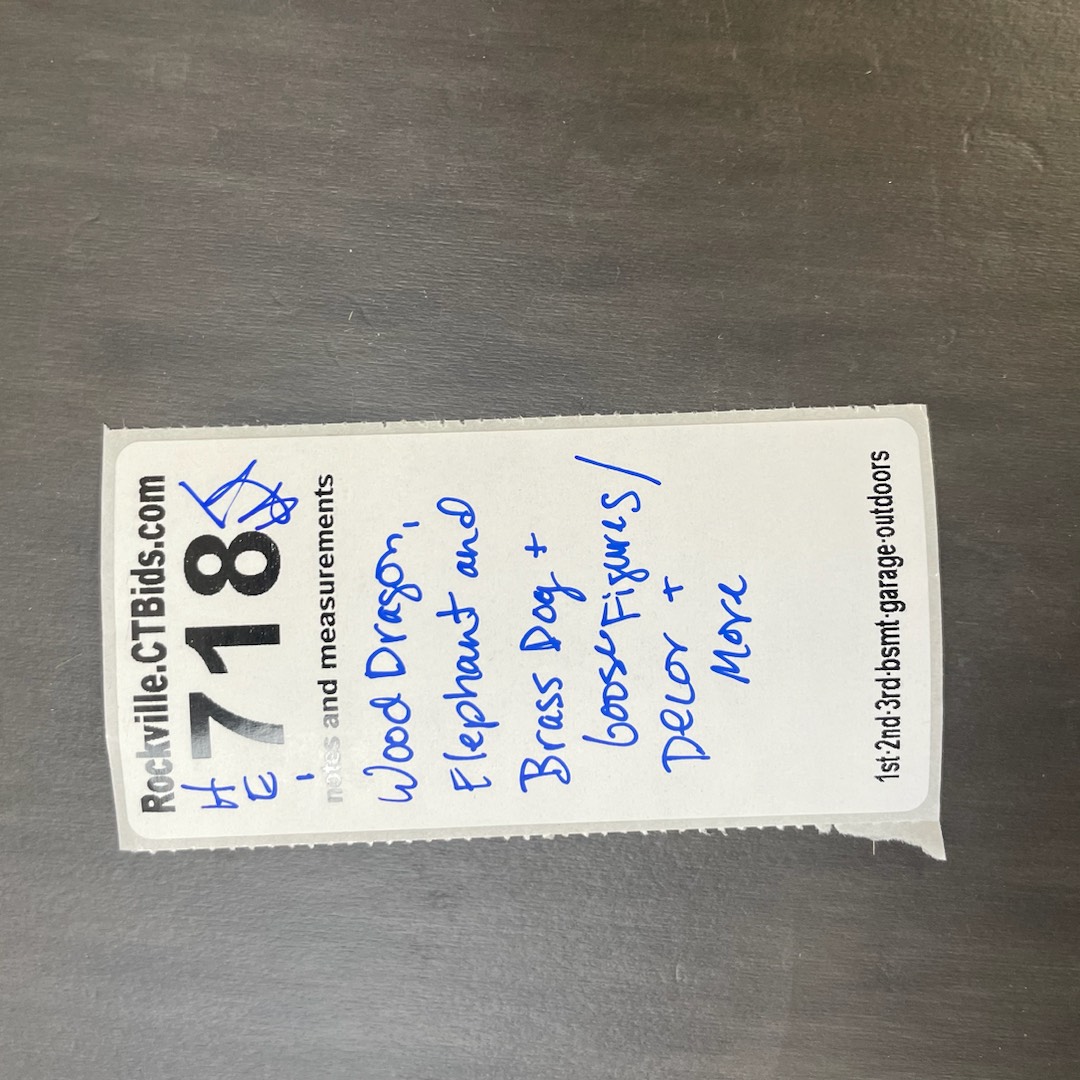 Rockville.CTBids.com
H
E
718
notes and measurements
Wood Dragon,
Elephant and
Brass Dog +
Goose Figures/
Decor +
More
1st·2nd·3rd·bsmt·garage·outdoors